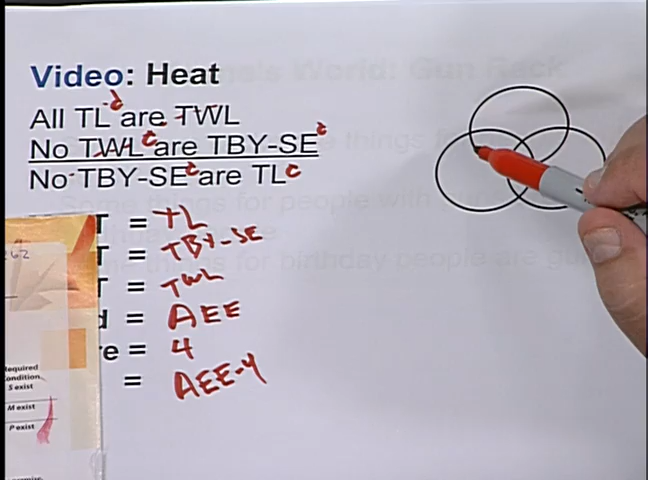 Video: Heat
All TL d are TWL
No TWL c are TBY-SE c
No TBY-SE c are TL c
T = TL
T = TBY-SE
T = TWL
d = AEE
re = 4
= AEE-4
262
Required
Condition
S exist
M exist
P exist